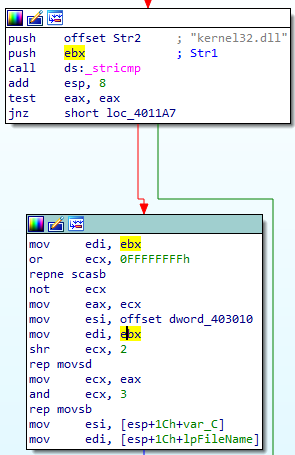 push    offset Str2     ; "kernel32.dll"
push    ebx             ; Str1
call    ds:_stricmp
add     esp, 8
test    eax, eax
jnz     short loc_4011A7
mov     edi, ebx
or      ecx, 0FFFFFFFFh
repne scasb
not     ecx
mov     eax, ecx
mov     esi, offset dword_403010
mov     edi, ebx
shr     ecx, 2
rep movsd
mov     ecx, eax
and     ecx, 3
rep movsb
mov     esi, [esp+1Ch+var_C]
mov     edi, [esp+1Ch+lpFileName]